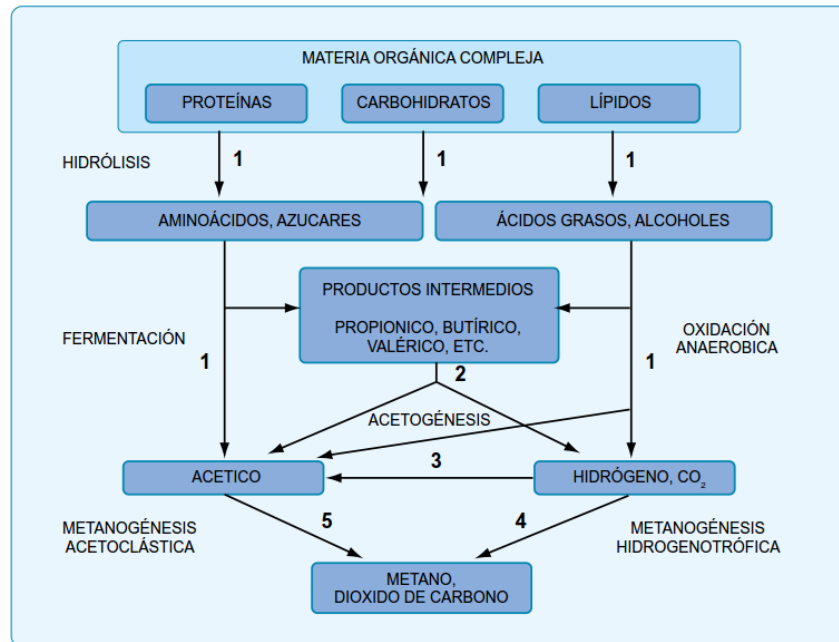 MATERIA ORGÁNICA COMPLEJA
PROTEÍNAS
CARBOHIDRATOS
LÍPIDOS
HIDRÓLISIS
1
1
1
AMINOÁCIDOS, AZUCARES
ÁCIDOS GRASOS, ALCOHOLES
PRODUCTOS INTERMEDIOS
PROPIONICO, BUTÍRICO,
VALÉRICO, ETC.
FERMENTACIÓN
OXIDACIÓN
ANAEROBICA
1
2
1
ACETOGÉNESIS
3
ACETICO
HIDRÓGENO, CO₂
METANOGÉNESIS
ACETOCLÁSTICA
5
4
METANOGÉNESIS
HIDROGENOTRÓFICA
METANO,
DIOXIDO DE CARBONO